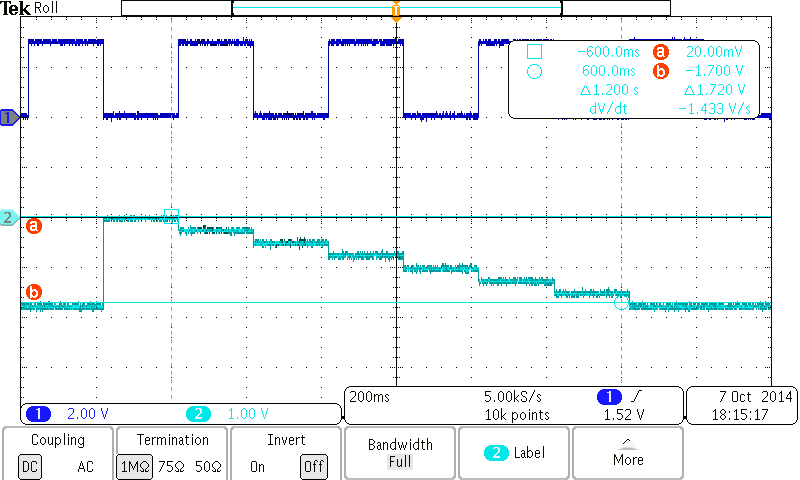 Tek Roll
T
−600.0ms a 20.00mV
600.0ms b −1.700 V
△1.200 s △1.720 V
dV/dt −1.433 V/s
1
2
a
b
1 2.00 V 2 1.00 V
200ms 5.00kS/s 1
10k points 1.52 V
7 Oct 2014
18:15:17
Coupling
DC AC
Termination
1MΩ 75Ω 50Ω
Invert
On Off
Bandwidth
Full
2 Label
More